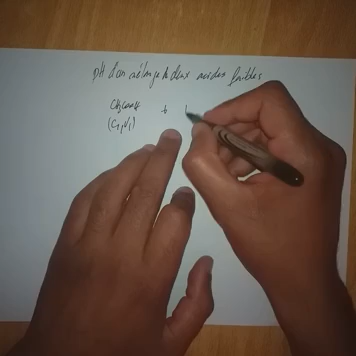 pH d'un mélange de deux acides faibles
CH3COOH + 
(C1, V1)